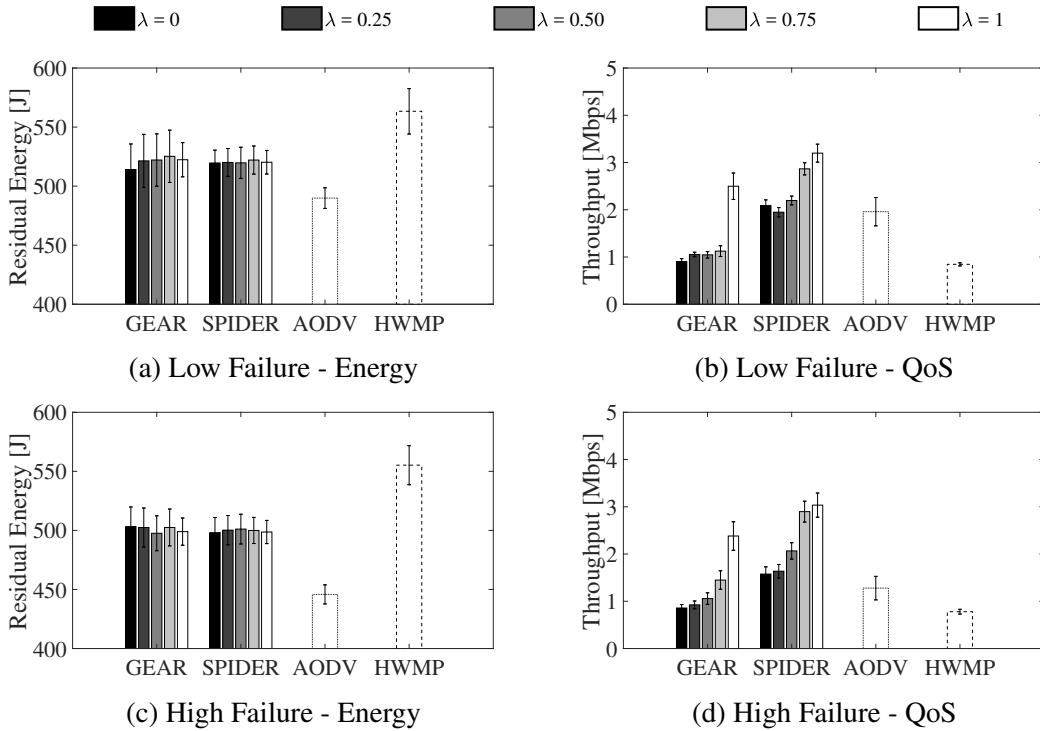 λ = 0 λ = 0.25 λ = 0.50 λ = 0.75 λ = 1
Residual Energy [J]
600
550
500
450
400
GEAR SPIDER AODV HWMP
(a) Low Failure - Energy
Throughput [Mbps]
5
4
3
2
1
0
GEAR SPIDER AODV HWMP
(b) Low Failure - QoS
Residual Energy [J]
600
550
500
450
400
GEAR SPIDER AODV HWMP
(c) High Failure - Energy
Throughput [Mbps]
5
4
3
2
1
0
GEAR SPIDER AODV HWMP
(d) High Failure - QoS